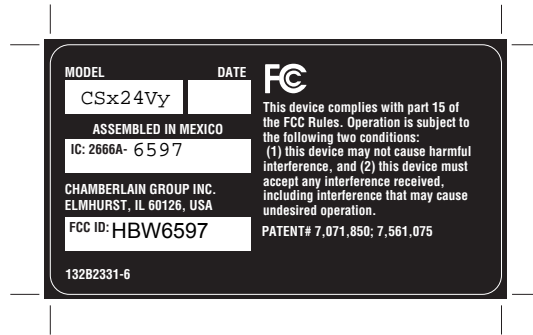 MODEL DATE
CSx24Vy
ASSEMBLED IN MEXICO
IC: 2666A- 6597
CHAMBERLAIN GROUP INC.
ELMHURST, IL 60126, USA
FCC ID: HBW6597
132B2331-6
FC
This device complies with part 15 of
the FCC Rules. Operation is subject to
the following two conditions:
(1) this device may not cause harmful
interference, and (2) this device must
accept any interference received,
including interference that may cause
undesired operation.
PATENT# 7,071,850; 7,561,075